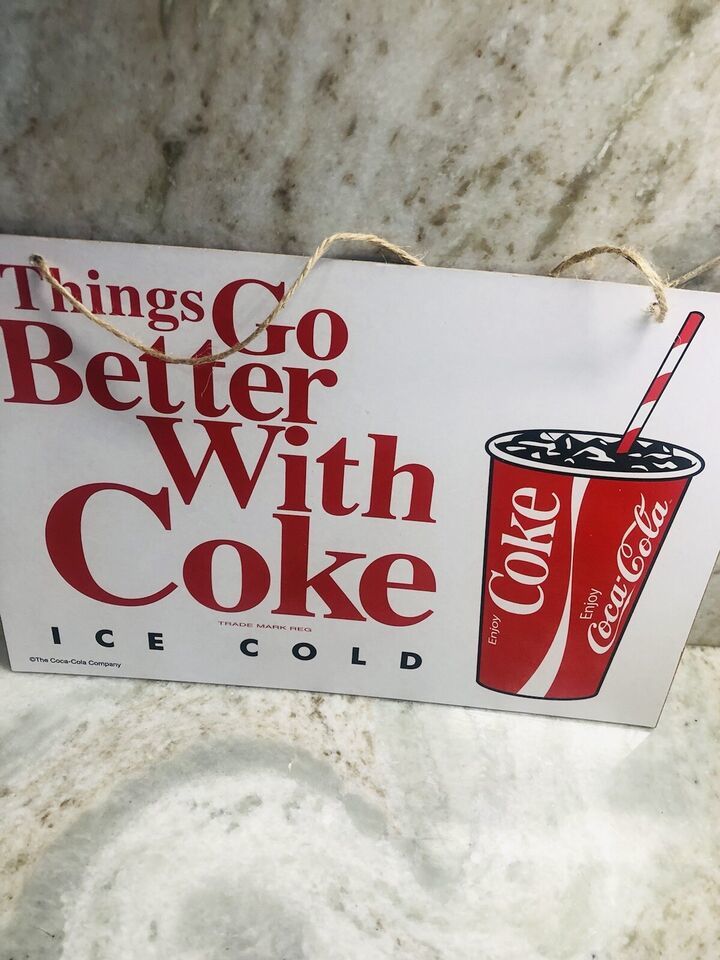 Things Go
Better
With
Coke
TRADE MARK REG
ICE COLD
©The Coca-Cola Company
Enjoy
Coke
Enjoy
Coca-Cola